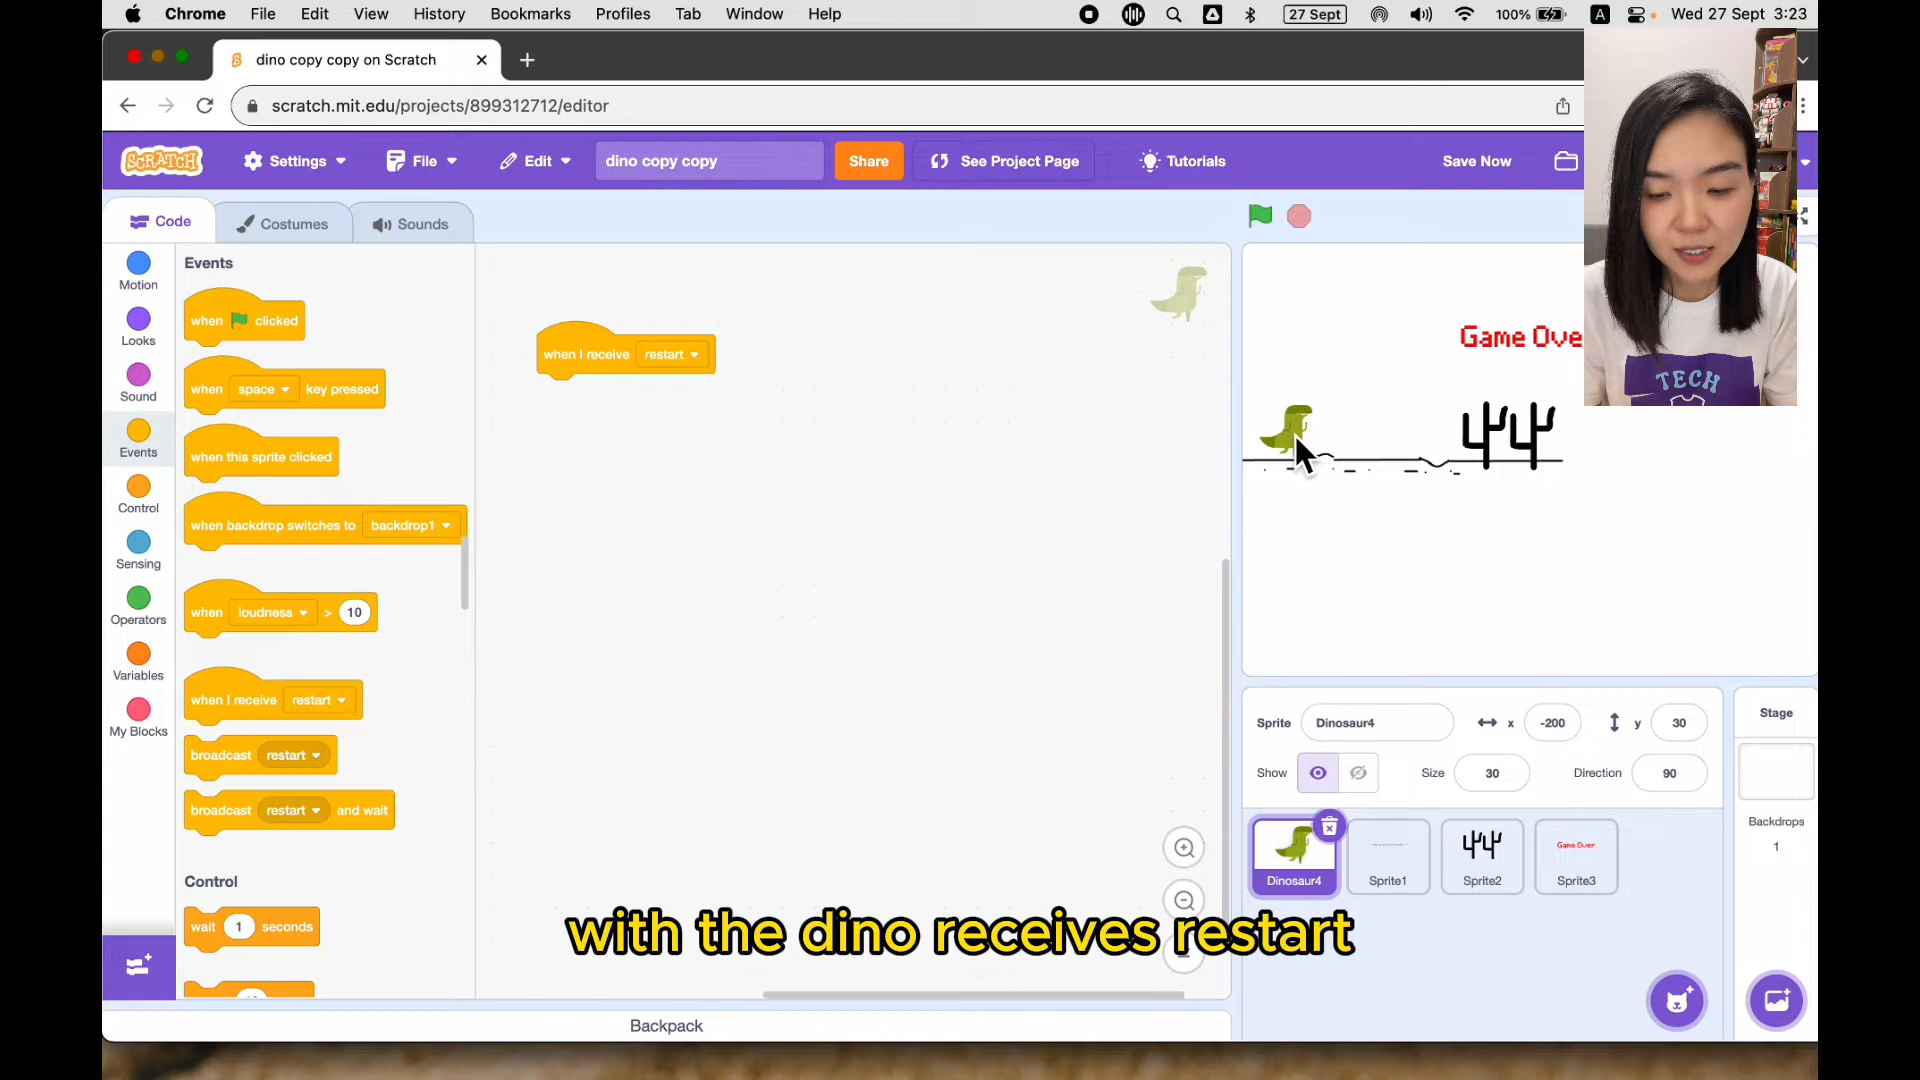 Chrome File Edit View History Bookmarks Profiles Tab Window Help 27 Sept 100% A Wed 27 Sept 3:23
dino copy copy on Scratch
scratch.mit.edu/projects/899312712/editor
SCRATCH Settings File Edit dino copy copy Share See Project Page Tutorials Save Now
Code Costumes Sounds
Motion
Looks
Sound
Events
Control
Sensing
Operators
Variables
My Blocks
Events
when clicked
when space key pressed
when this sprite clicked
when backdrop switches to backdrop1
when loudness > 10
when I receive restart
broadcast restart
broadcast restart and wait
Control
wait 1 seconds
when I receive restart
Game Ove
TECH
Sprite Dinosaur4 x -200 y 30
Show Size 30 Direction 90
Dinosaur4 Sprite1 Sprite2 Game Over Sprite3
Stage
Backdrops
1
with the dino receives restart
Backpack